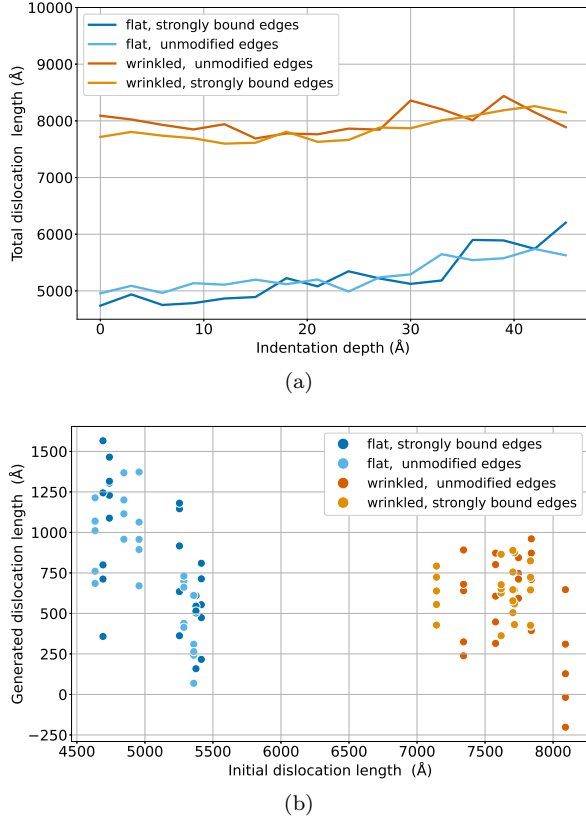 10000
9000
8000
7000
6000
5000
Total dislocation length (Å)
flat, strongly bound edges
flat, unmodified edges
wrinkled, unmodified edges
wrinkled, strongly bound edges
0 10 20 30 40
Indentation depth (Å)
(a)
1500
1250
1000
750
500
250
0
−250
Generated dislocation length (Å)
flat, strongly bound edges
flat, unmodified edges
wrinkled, unmodified edges
wrinkled, strongly bound edges
4500 5000 5500 6000 6500 7000 7500 8000
Initial dislocation length (Å)
(b)